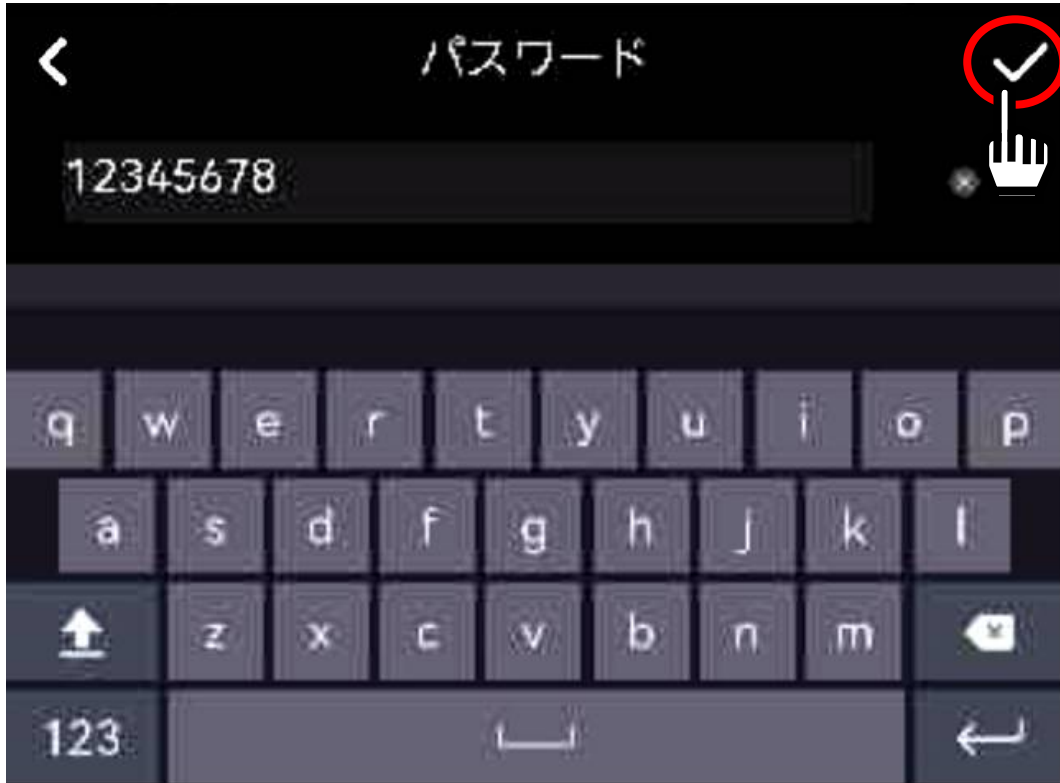 パスワード
12345678
q w e r t y u i o p
a s d f g h j k l
z x c v b n m
123